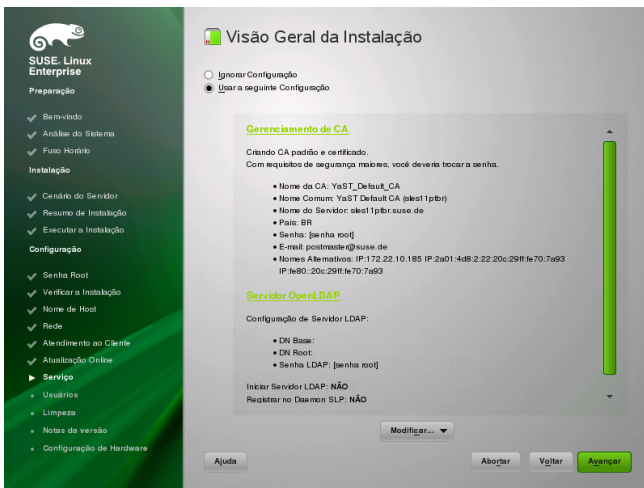 SUSE. Linux
Enterprise
Preparação
Bem-vindo
Análise do Sistema
Fuso Horário
Instalação
Cenário do Servidor
Resumo de Instalação
Executar a Instalação
Configuração
Senha Root
Verificar a Instalação
Nome de Host
Rede
Atendimento ao Cliente
Atualização Online
Serviço
Usuários
Limpeza
Notas da versão
Configuração de Hardware
Visão Geral da Instalação
Ignorar Configuração
Usar a seguinte Configuração
Gerenciamento de CA
Criando CA padrão e certificado.
Com requisitos de segurança maiores, você deveria trocar a senha.
• Nome da CA: YaST_Default_CA
• Nome Comum: YaST Default CA (sles11ptbr)
• Nome do Servidor: sles11ptbr.suse.de
• País: BR
• Senha: [senha root]
• E-mail: postmaster@suse.de
• Nomes Alternativos: IP:172.22.10.185 IP:2a01:4d8:2:22:20c:29ff:fe70:7a93
IP:fe80::20c:29ff:fe70:7a93
Servidor OpenLDAP
Configuração de Servidor LDAP:
• DN Base:
• DN Root:
• Senha LDAP: [senha root]
Iniciar Servidor LDAP: NÃO
Registrar no Daemon SLP: NÃO
Modificar...
Ajuda
Abortar
Voltar
Avançar